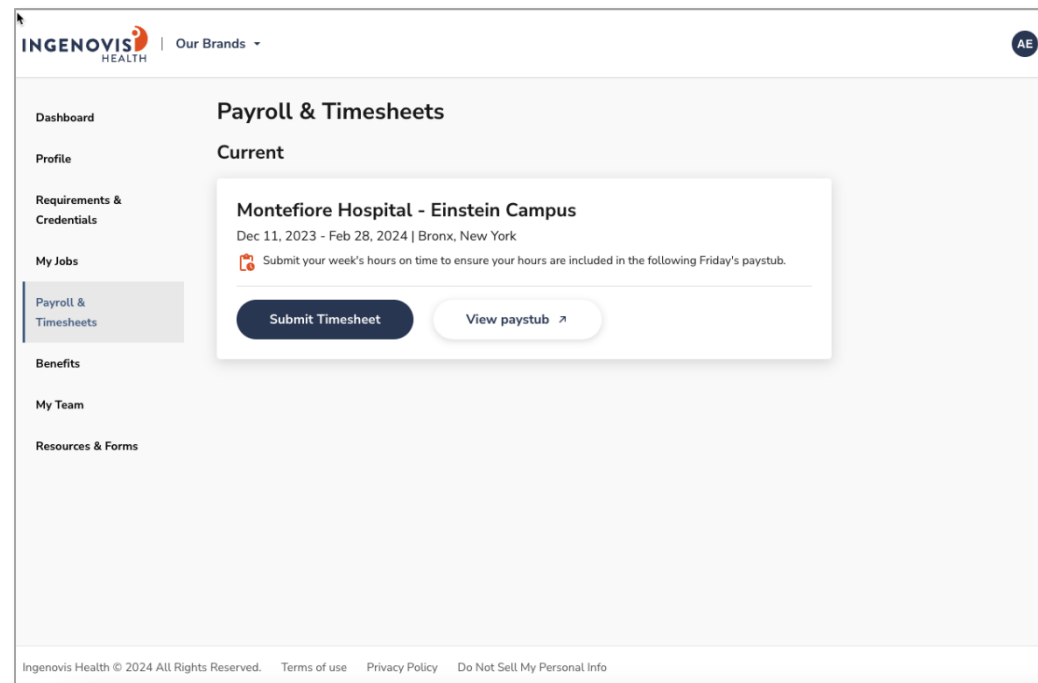 INGENOVIS
HEALTH
| Our Brands
AE
Dashboard
Profile
Requirements &
Credentials
My Jobs
Payroll &
Timesheets
Benefits
My Team
Resources & Forms
Payroll & Timesheets
Current
Montefiore Hospital - Einstein Campus
Dec 11, 2023 - Feb 28, 2024 | Bronx, New York
Submit your week's hours on time to ensure your hours are included in the following Friday's paystub.
Submit Timesheet
View paystub ↗
Ingenovis Health © 2024 All Rights Reserved. Terms of use Privacy Policy Do Not Sell My Personal Info